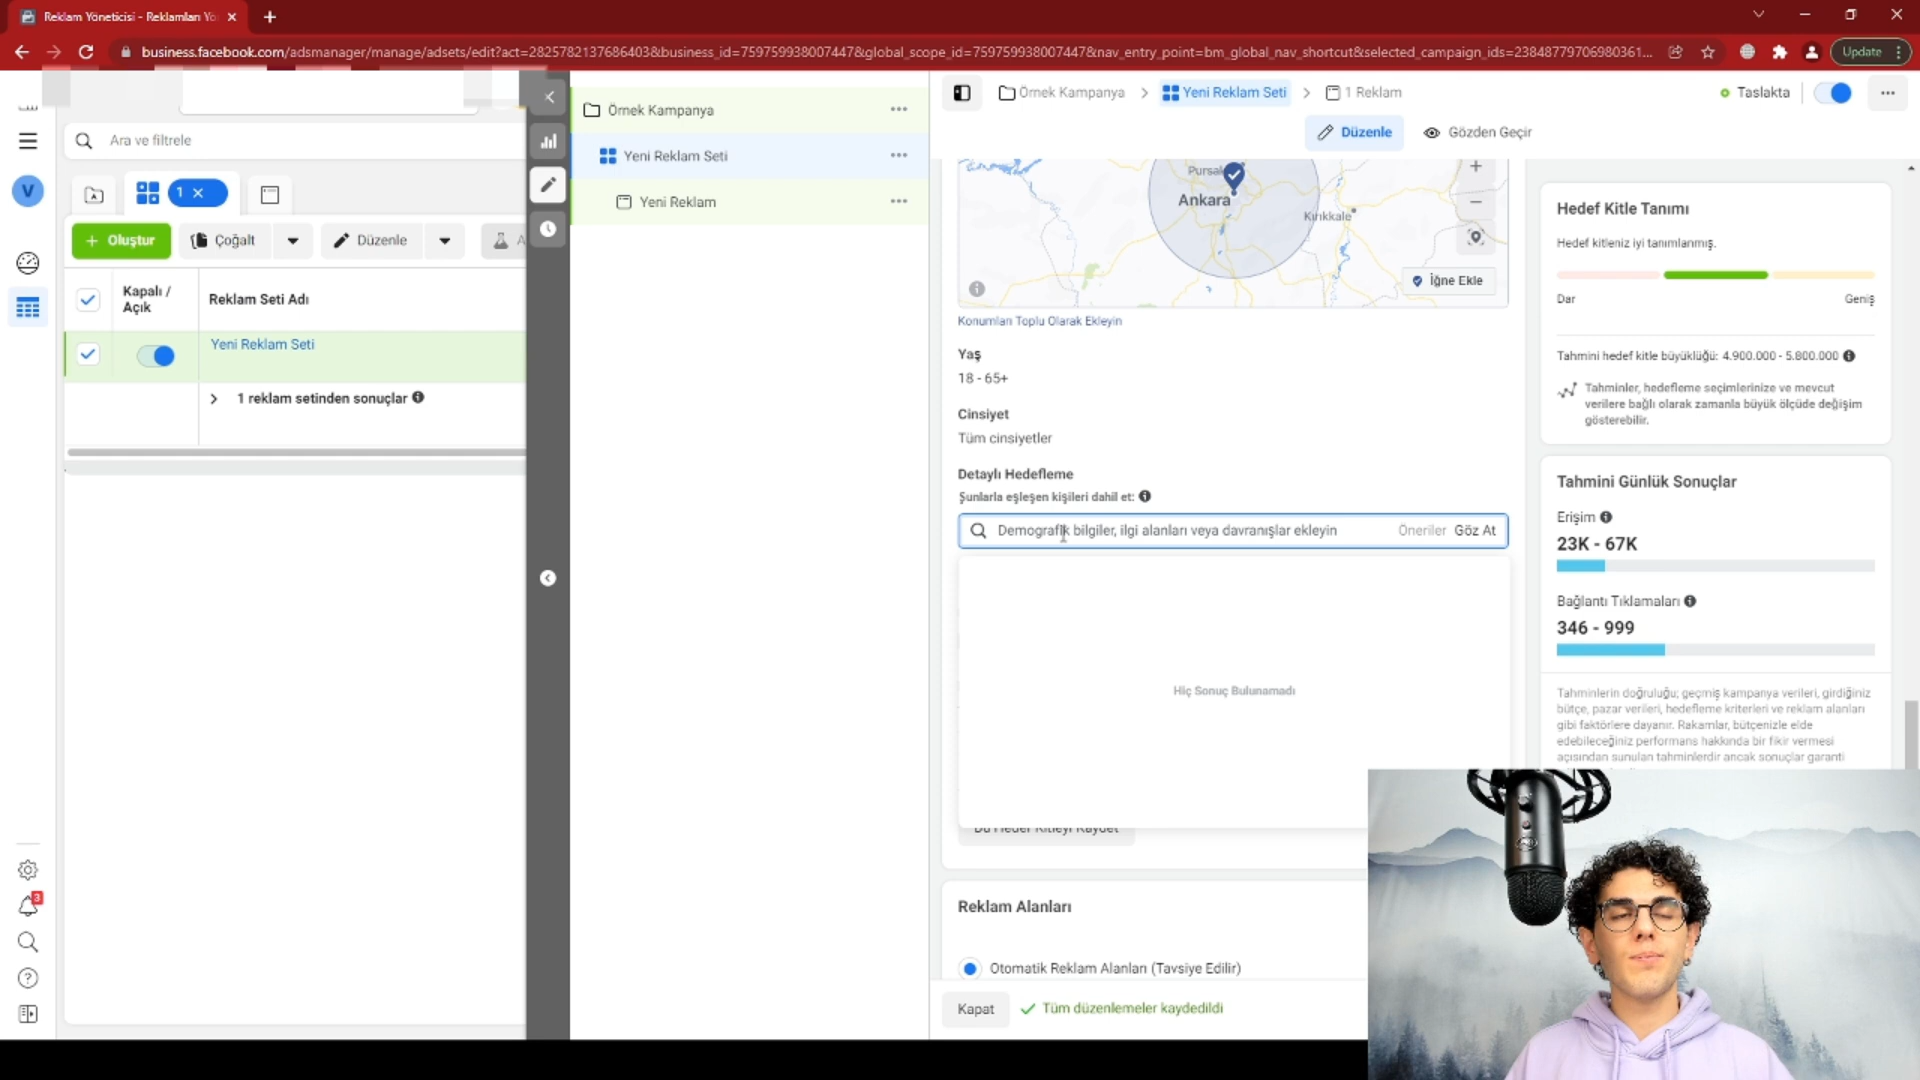 Reklam Yöneticisi - Reklamları Yö
business.facebook.com/adsmanager/manage/adsets/edit?act=2825782137686403&business_id=759759938007447&global_scope_id=759759938007447&nav_entry_point=bm_global_nav_shortcut&selected_campaign_ids=23848779706980361...
Update
Ara ve filtrele
V
1
Oluştur
Çoğalt
Düzenle
A
Kapalı /
Açık
Reklam Seti Adı
Yeni Reklam Seti
1 reklam setinden sonuçlar
3
Örnek Kampanya
Yeni Reklam Seti
Yeni Reklam
Örnek Kampanya
Yeni Reklam Seti
1 Reklam
Taslakta
Düzenle
Gözden Geçir
Pursa
Ankara
Kırıkkale
İğne Ekle
Konumları Toplu Olarak Ekleyin
Yaş
18 - 65+
Cinsiyet
Tüm cinsiyetler
Detaylı Hedefleme
Şunlarla eşleşen kişileri dahil et:
Demografik bilgiler, ilgi alanları veya davranışlar ekleyin
Öneriler
Göz At
Hiç Sonuç Bulunamadı
Bu Hedef Kitleyi Kaydet
Reklam Alanları
Otomatik Reklam Alanları (Tavsiye Edilir)
Kapat
Tüm düzenlemeler kaydedildi
Hedef Kitle Tanımı
Hedef kitleniz iyi tanımlanmış.
Dar
Geniş
Tahmini hedef kitle büyüklüğü: 4.900.000 - 5.800.000
Tahminler, hedefleme seçimlerinize ve mevcut
verilere bağlı olarak zamanla büyük ölçüde değişim
gösterebilir.
Tahmini Günlük Sonuçlar
Erişim
23K - 67K
Bağlantı Tıklamaları
346 - 999
Tahminlerin doğruluğu; geçmiş kampanya verileri, girdiğiniz
bütçe, pazar verileri, hedefleme kriterleri ve reklam alanları
gibi faktörlere dayanır. Rakamlar, bütçenizle elde
edebileceğiniz performans hakkında bir fikir vermesi
açısından sunulan tahminlerdir ancak sonuçlar garanti